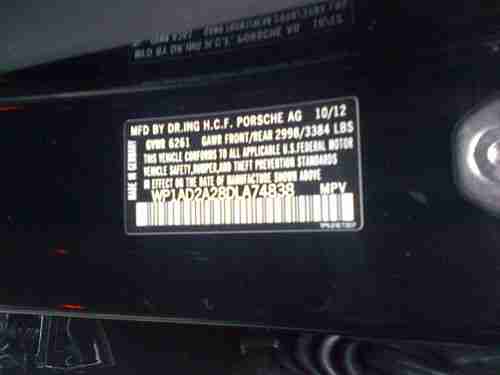 MFD BY DR.ING H.C.F. PORSCHE AG 10/12
GVWR 6261 GAWR FRONT/REAR 2998/3384 LBS
THIS VEHICLE CONFORMS TO ALL APPLICABLE U.S.FEDERAL MOTOR
VEHICLE SAFETY,BUMPER,AND THEFT PREVENTION STANDARDS
IN EFFECT ON THE DATE OF MANUFACTURE SHOWN ABOVE
WP1AD2A28DLA74838 MPV
MADE IN GERMANY